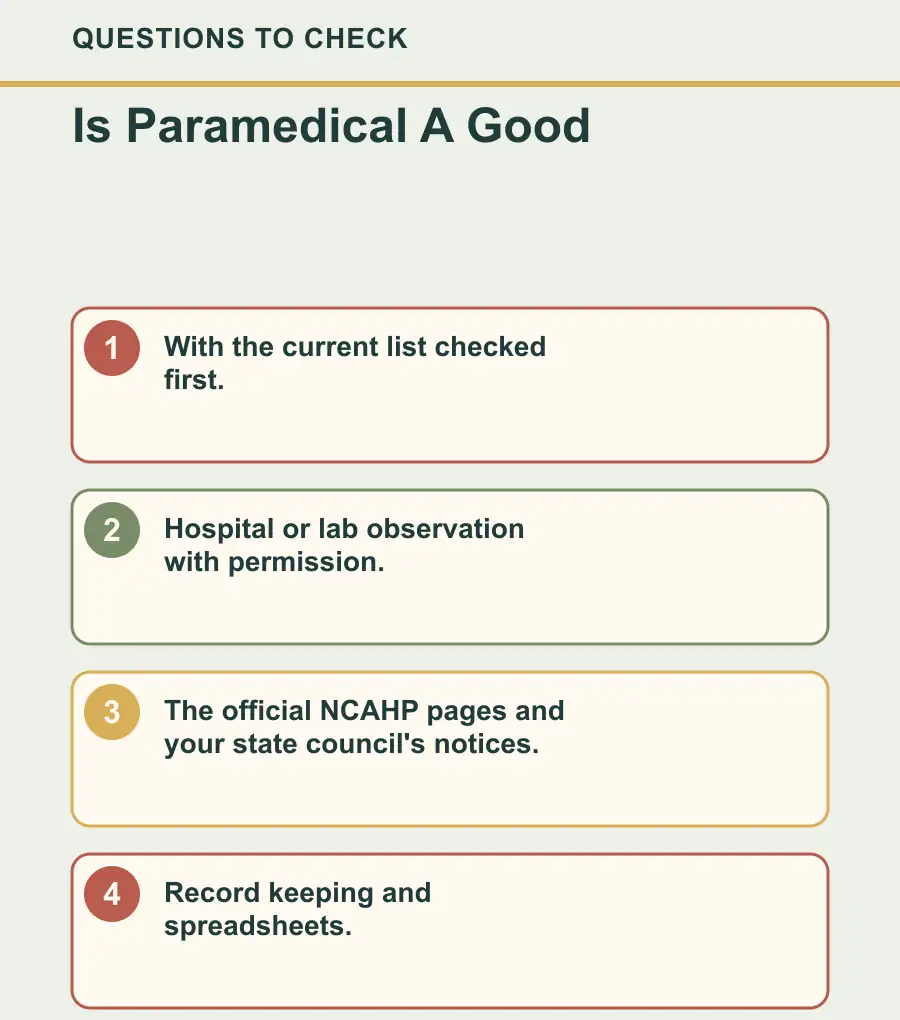 QUESTIONS TO CHECK
Is Paramedical A Good
1
With the current list checked
first.
2
Hospital or lab observation
with permission.
3
The official NCAHP pages and
your state council's notices.
4
Record keeping and
spreadsheets.